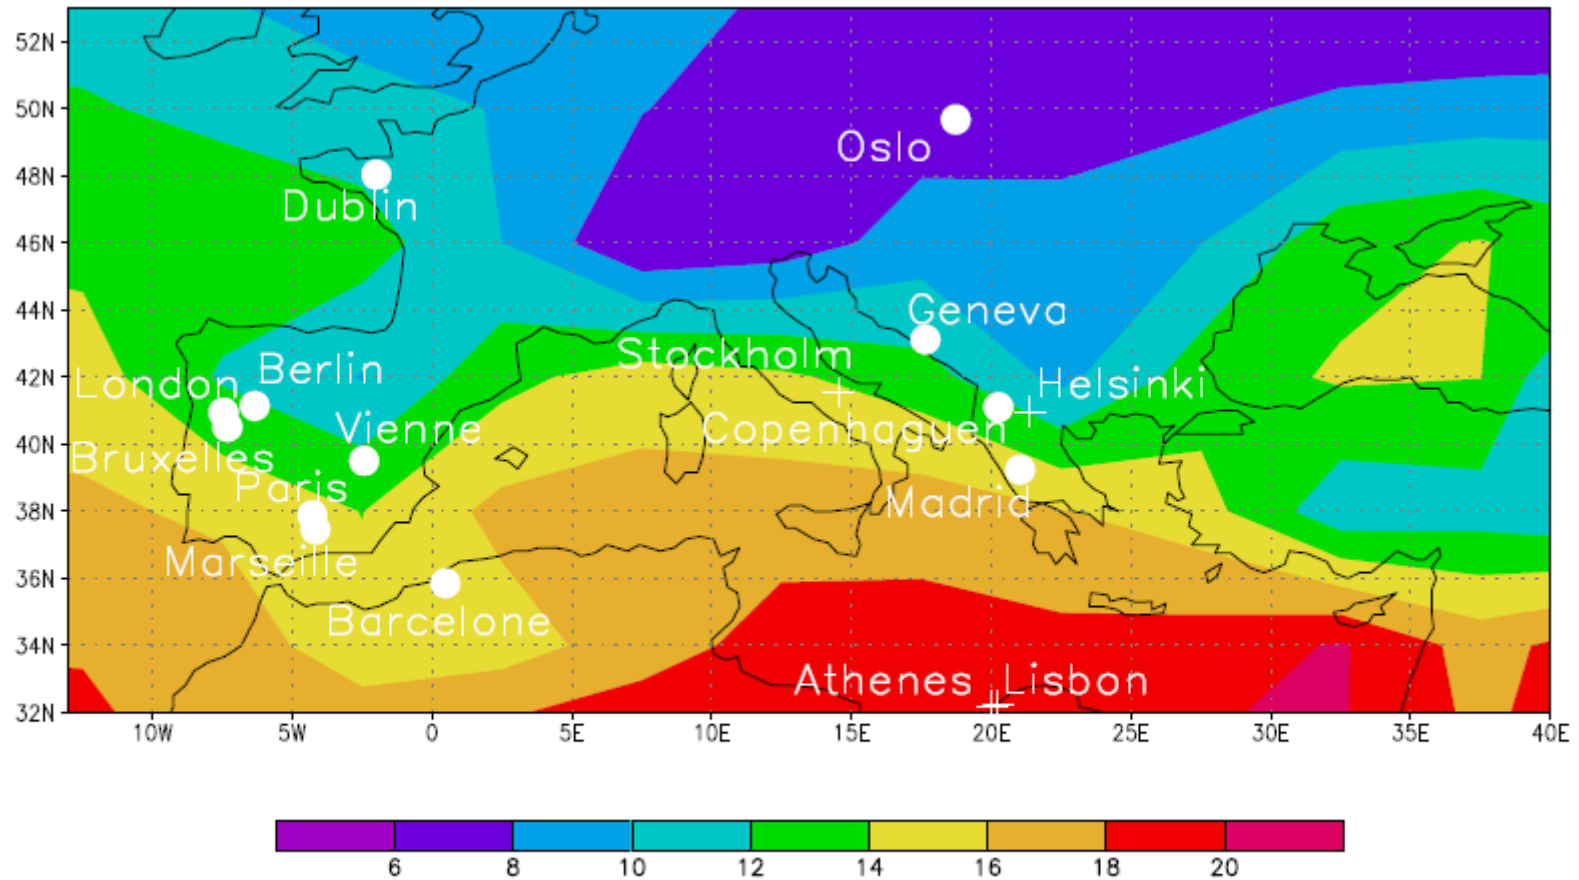 52N
50N
Oslo
48N
Dublin
46N
44N
Geneva
Stockholm
42N
Berlin
London
Helsinki
Vienne
Copenhaguen
40N
Bruxelles
Paris
Madrid
38N
Marseille
36N
Barcelone
34N
Athenes Lisbon
32N
10W 5W 0 5E 10E 15E 20E 25E 30E 35E 40E
6 8 10 12 14 16 18 20